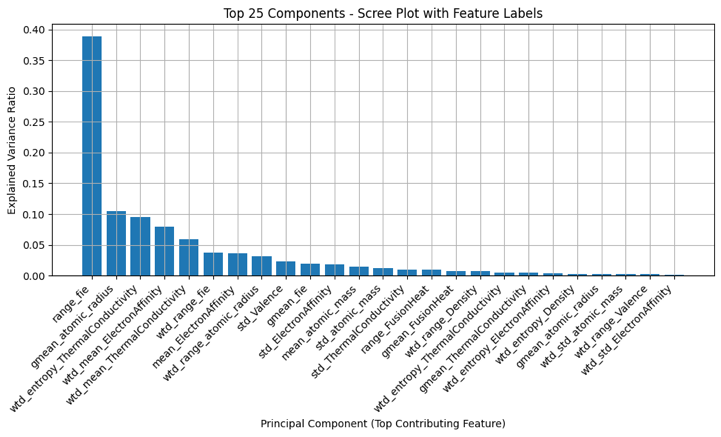 Top 25 Components - Scree Plot with Feature Labels
Explained Variance Ratio
0.40
0.35
0.30
0.25
0.20
0.15
0.10
0.05
0.00
range_fie
gmean_atomic_radius
wtd_entropy_ThermalConductivity
wtd_mean_ElectronAffinity
wtd_mean_ThermalConductivity
wtd_range_fie
mean_ElectronAffinity
wtd_range_atomic_radius
std_Valence
gmean_fie
std_ElectronAffinity
mean_atomic_mass
std_atomic_mass
std_ThermalConductivity
range_FusionHeat
gmean_FusionHeat
wtd_range_Density
wtd_entropy_ThermalConductivity
gmean_ThermalConductivity
wtd_entropy_ElectronAffinity
wtd_entropy_Density
gmean_atomic_radius
wtd_std_atomic_mass
wtd_range_Valence
wtd_std_ElectronAffinity
Principal Component (Top Contributing Feature)